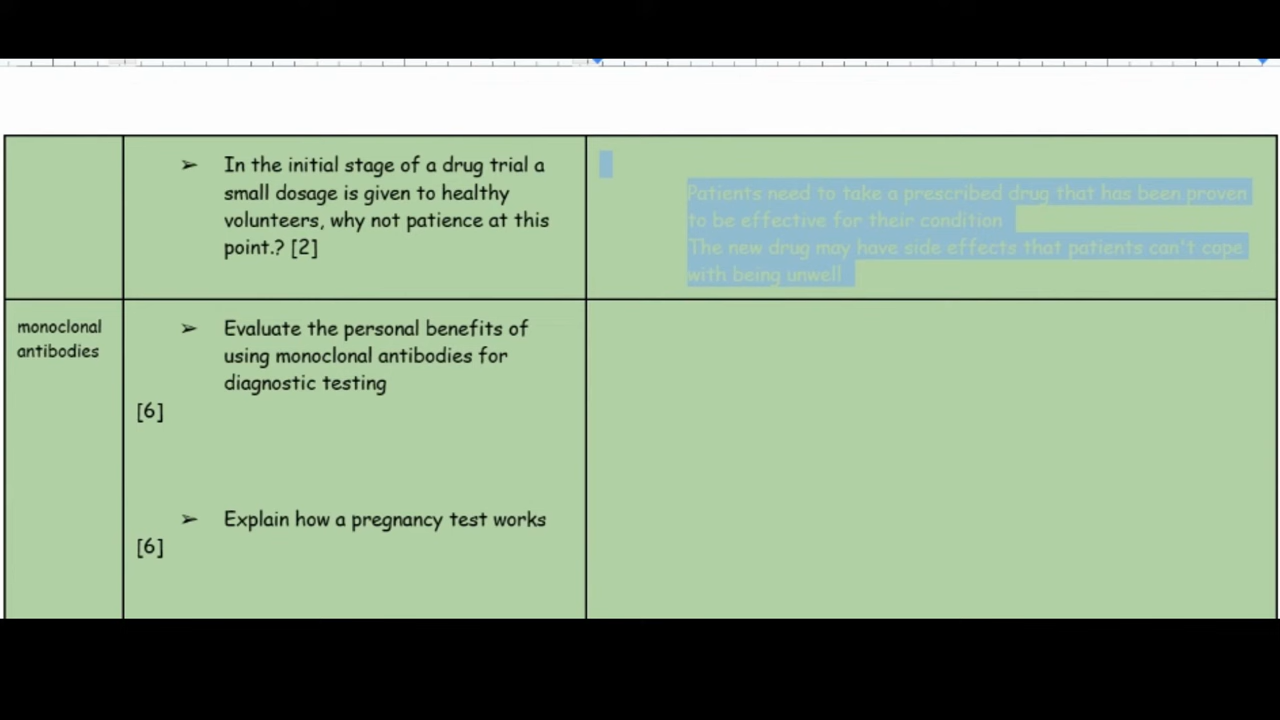 ➢ In the initial stage of a drug trial a
small dosage is given to healthy
volunteers, why not patience at this
point.? [2]
Patients need to take a prescribed drug that has been proven
to be effective for their condition
The new drug may have side effects that patients can't cope
with being unwell
monoclonal
antibodies
➢ Evaluate the personal benefits of
using monoclonal antibodies for
diagnostic testing
[6]
➢ Explain how a pregnancy test works
[6]